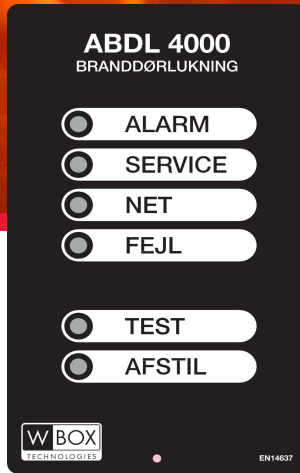 ABDL 4000
BRANDDØRLUKNING
ALARM
SERVICE
NET
FEJL
TEST
AFSTIL
W BOX
TECHNOLOGIES
EN14637